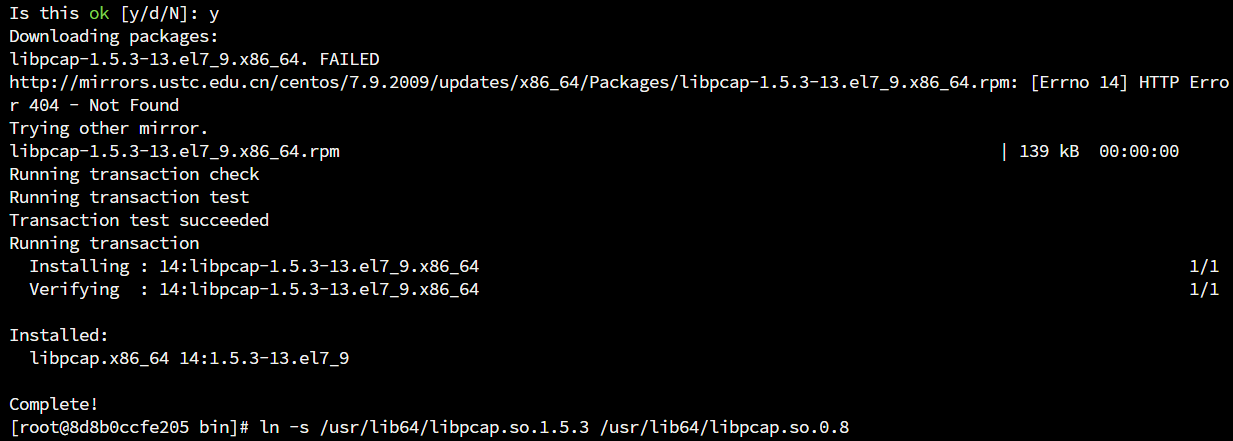 Is this ok [y/d/N]: y
Downloading packages:
libpcap-1.5.3-13.el7_9.x86_64. FAILED
http://mirrors.ustc.edu.cn/centos/7.9.2009/updates/x86_64/Packages/libpcap-1.5.3-13.el7_9.x86_64.rpm: [Errno 14] HTTP Erro
r 404 - Not Found
Trying other mirror.
libpcap-1.5.3-13.el7_9.x86_64.rpm | 139 kB 00:00:00
Running transaction check
Running transaction test
Transaction test succeeded
Running transaction
Installing : 14:libpcap-1.5.3-13.el7_9.x86_64 1/1
Verifying : 14:libpcap-1.5.3-13.el7_9.x86_64 1/1
Installed:
libpcap.x86_64 14:1.5.3-13.el7_9
Complete!
[root@8d8b0ccfe205 bin]# ln -s /usr/lib64/libpcap.so.1.5.3 /usr/lib64/libpcap.so.0.8